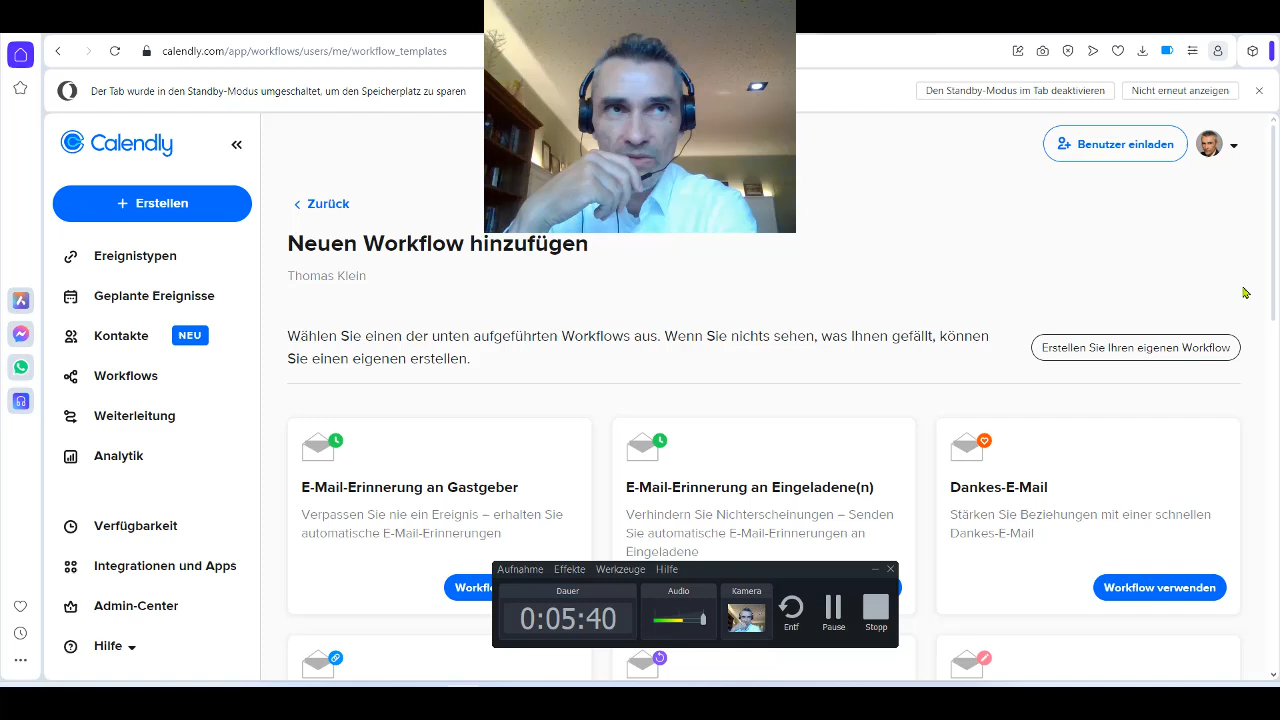 calendly.com/app/workflows/users/me/workflow_templates
Der Tab wurde in den Standby-Modus umgeschaltet, um den Speicherplatz zu sparen
Den Standby-Modus im Tab deaktivieren
Nicht erneut anzeigen
Calendly
Benutzer einladen
+ Erstellen
Zurück
Neuen Workflow hinzufügen
Thomas Klein
Ereignistypen
Geplante Ereignisse
Kontakte
NEU
Workflows
Weiterleitung
Analytik
Verfügbarkeit
Integrationen und Apps
Admin-Center
Hilfe
Wählen Sie einen der unten aufgeführten Workflows aus. Wenn Sie nichts sehen, was Ihnen gefällt, können
Sie einen eigenen erstellen.
Erstellen Sie Ihren eigenen Workflow
E-Mail-Erinnerung an Gastgeber
Verpassen Sie nie ein Ereignis – erhalten Sie
automatische E-Mail-Erinnerungen
E-Mail-Erinnerung an Eingeladene(n)
Verhindern Sie Nichterscheinungen – Senden
Sie automatische E-Mail-Erinnerungen an
Eingeladene
Dankes-E-Mail
Stärken Sie Beziehungen mit einer schnellen
Dankes-E-Mail
Workflow verwenden
Aufnahme
Effekte
Werkzeuge
Hilfe
Dauer
0:05:40
Audio
Kamera
Entf
Pause
Stopp